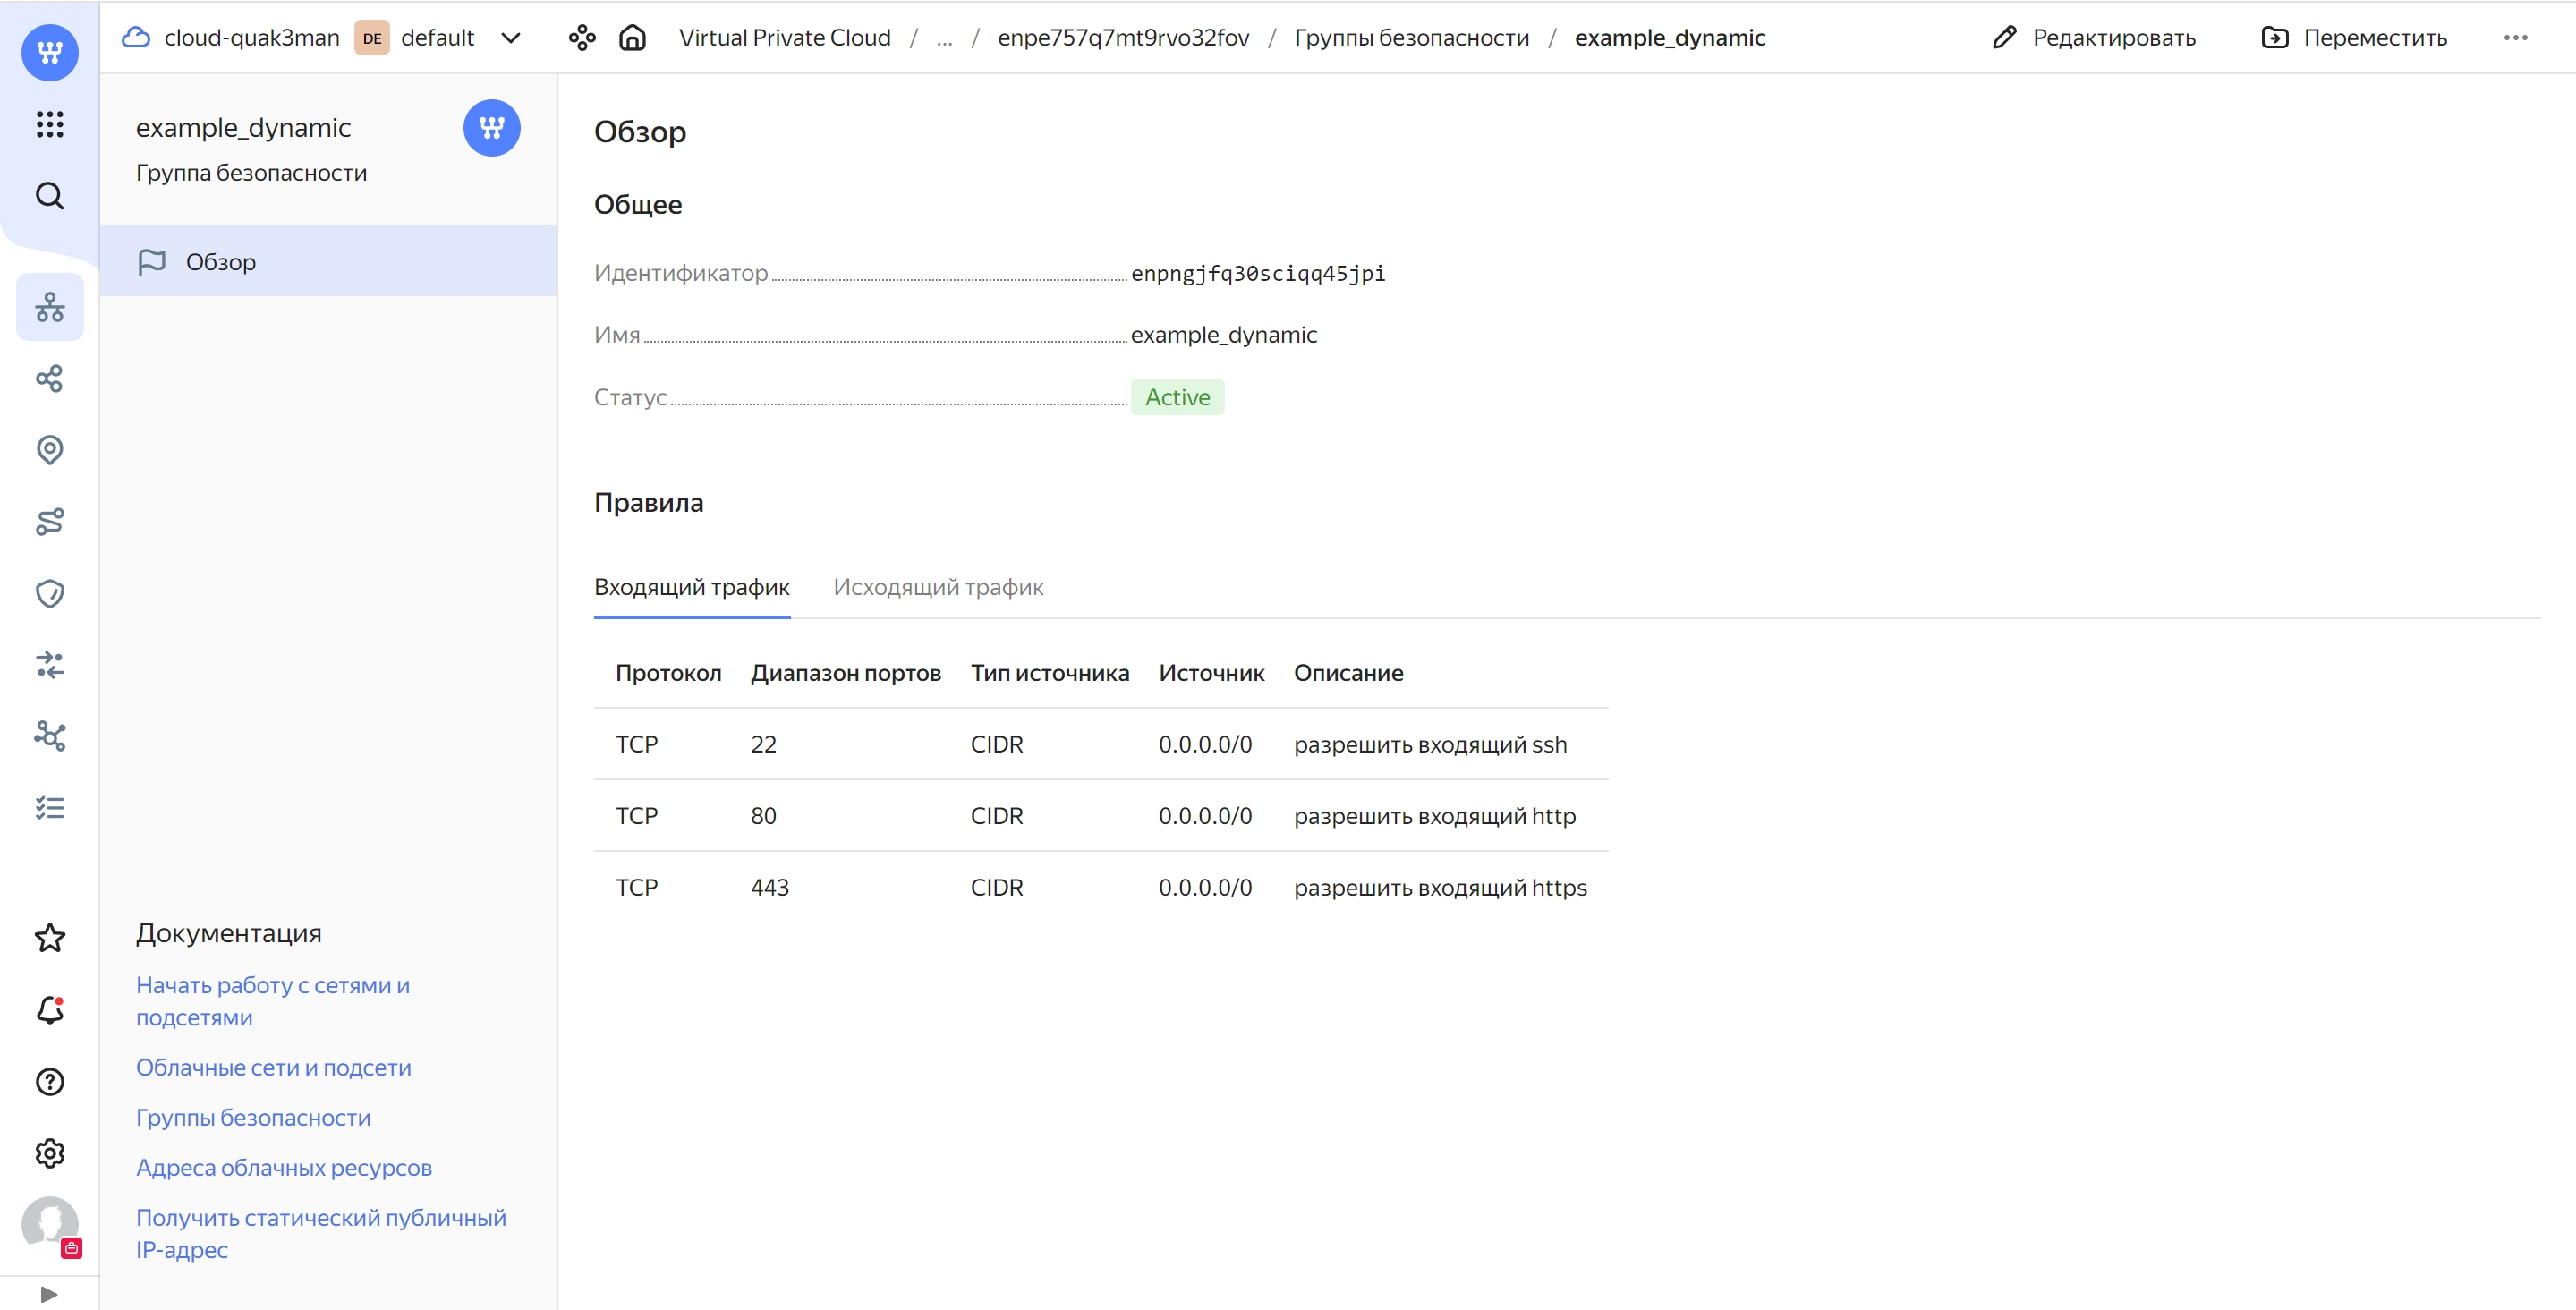 cloud-quak3man DE default Virtual Private Cloud / ... / enpe757q7mt9rvo32fov / Группы безопасности / example_dynamic Редактировать Переместить
example_dynamic
Группа безопасности
Обзор
Документация
Начать работу с сетями и
подсетями
Облачные сети и подсети
Группы безопасности
Адреса облачных ресурсов
Получить статический публичный
IP-адрес
Обзор
Общее
Идентификатор enpngjfq30sciqq45jpi
Имя example_dynamic
Статус Active
Правила
Входящий трафик Исходящий трафик
Протокол Диапазон портов Тип источника Источник Описание
TCP 22 CIDR 0.0.0.0/0 разрешить входящий ssh
TCP 80 CIDR 0.0.0.0/0 разрешить входящий http
TCP 443 CIDR 0.0.0.0/0 разрешить входящий https